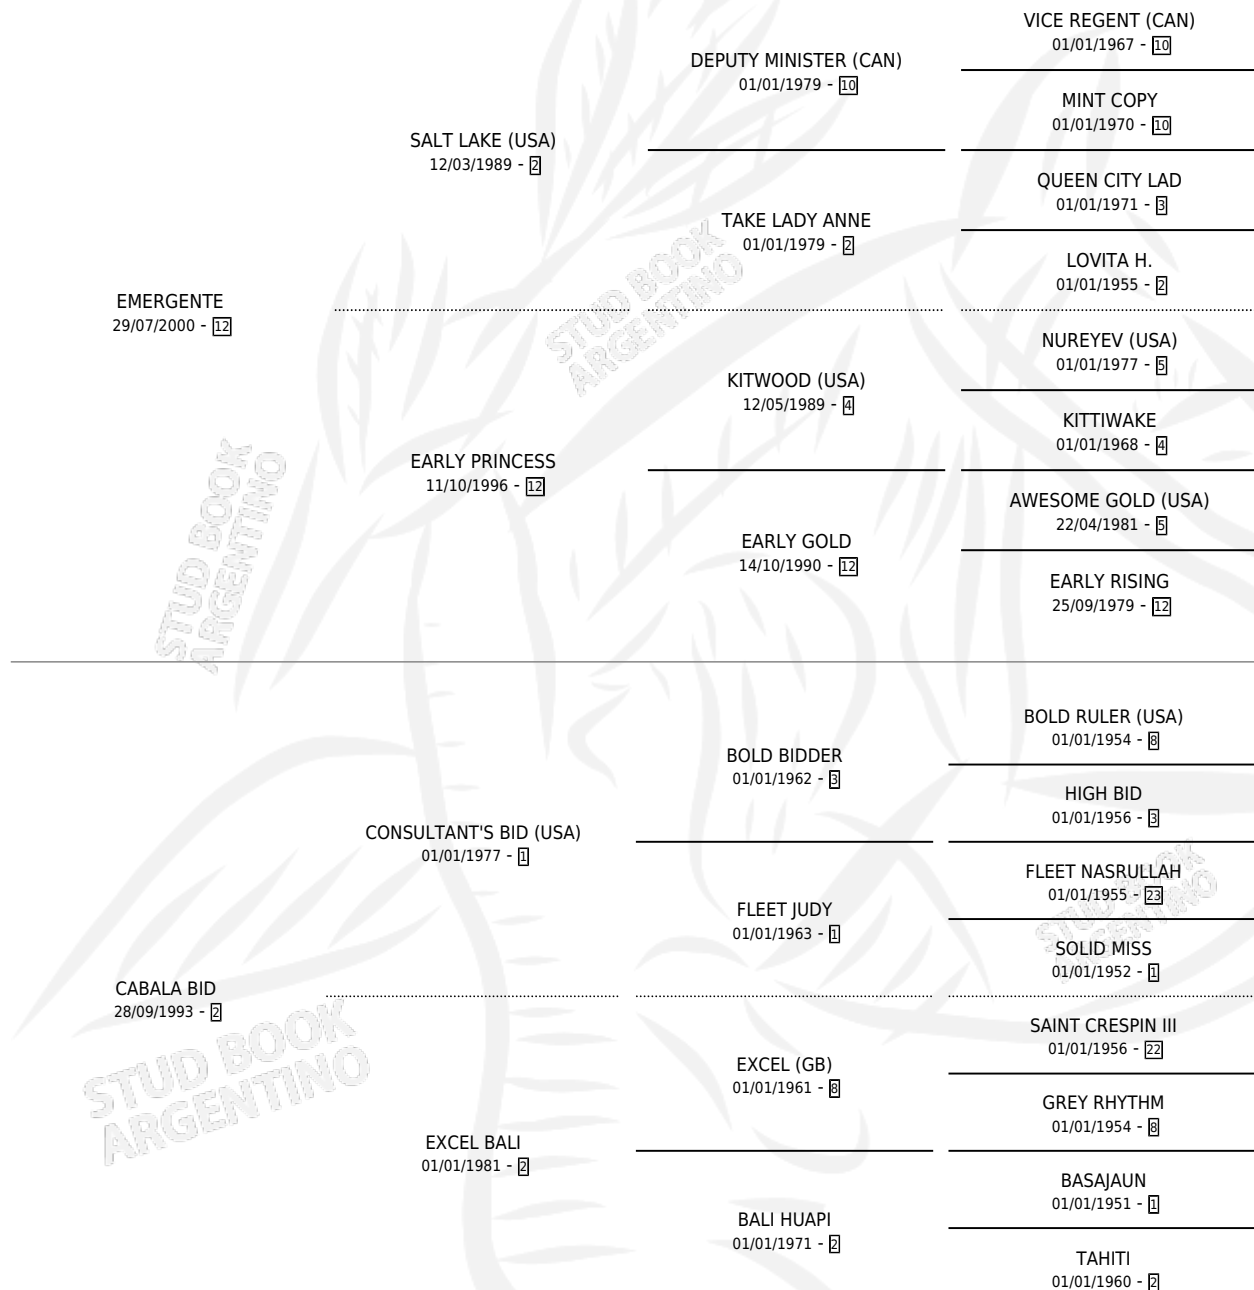 VICE REGENT (CAN)
01/01/1967 - 10
DEPUTY MINISTER (CAN)
01/01/1979 - 10
MINT COPY
01/01/1970 - 10
SALT LAKE (USA)
12/03/1989 - 2
QUEEN CITY LAD
01/01/1971 - 3
TAKE LADY ANNE
01/01/1979 - 2
LOVITA H.
01/01/1955 - 2
EMERGENTE
29/07/2000 - 12
STUD BOOK
ARGENTINO
NUREYEV (USA)
01/01/1977 - 5
KITWOOD (USA)
12/05/1989 - 4
KITTIWAKE
01/01/1968 - 4
EARLY PRINCESS
11/10/1996 - 12
AWESOME GOLD (USA)
22/04/1981 - 5
EARLY GOLD
14/10/1990 - 12
EARLY RISING
25/09/1979 - 12
STUD BOOK
ARGENTINO
BOLD RULER (USA)
01/01/1954 - 8
BOLD BIDDER
01/01/1962 - 3
HIGH BID
01/01/1956 - 3
CONSULTANT'S BID (USA)
01/01/1977 - 1
FLEET NASRULLAH
01/01/1955 - 23
FLEET JUDY
01/01/1963 - 1
STUD BOOK
ARGENTINO
SOLID MISS
01/01/1952 - 1
CABALA BID
28/09/1993 - 2
STUD BOOK
ARGENTINO
SAINT CRESPIN III
01/01/1956 - 22
EXCEL (GB)
01/01/1961 - 8
GREY RHYTHM
01/01/1954 - 8
EXCEL BALI
01/01/1981 - 2
BASAJAUN
01/01/1951 - 1
BALI HUAPI
01/01/1971 - 2
TAHITI
01/01/1960 - 2